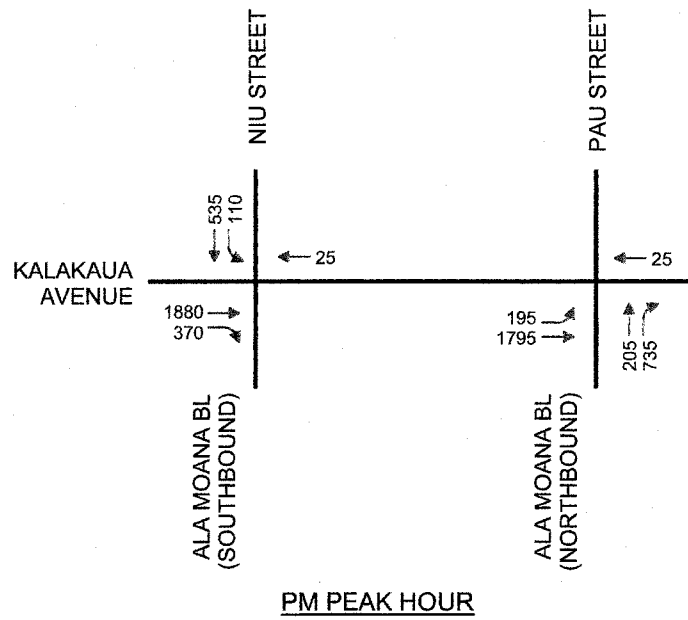 NIU STREET
PAU STREET
535
110
25
25
KALAKAUA
AVENUE
1880
370
195
1795
205
735
ALA MOANA BL
(SOUTHBOUND)
ALA MOANA BL
(NORTHBOUND)
PM PEAK HOUR